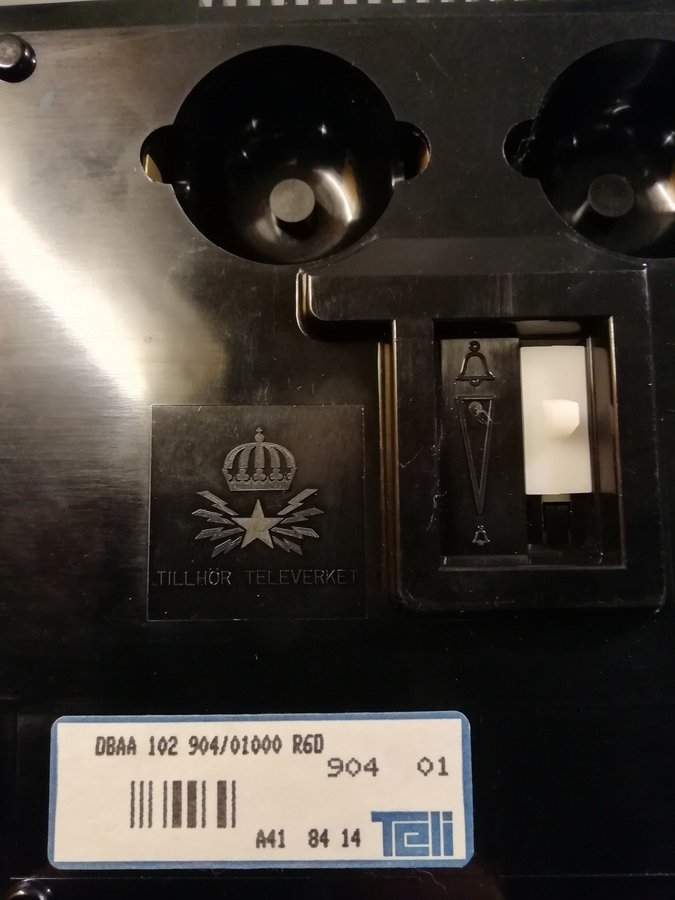 TILLHÖR TELEVERKET
DBAA 102 904/01000 R6D
904 01
A41 84 14
Teli